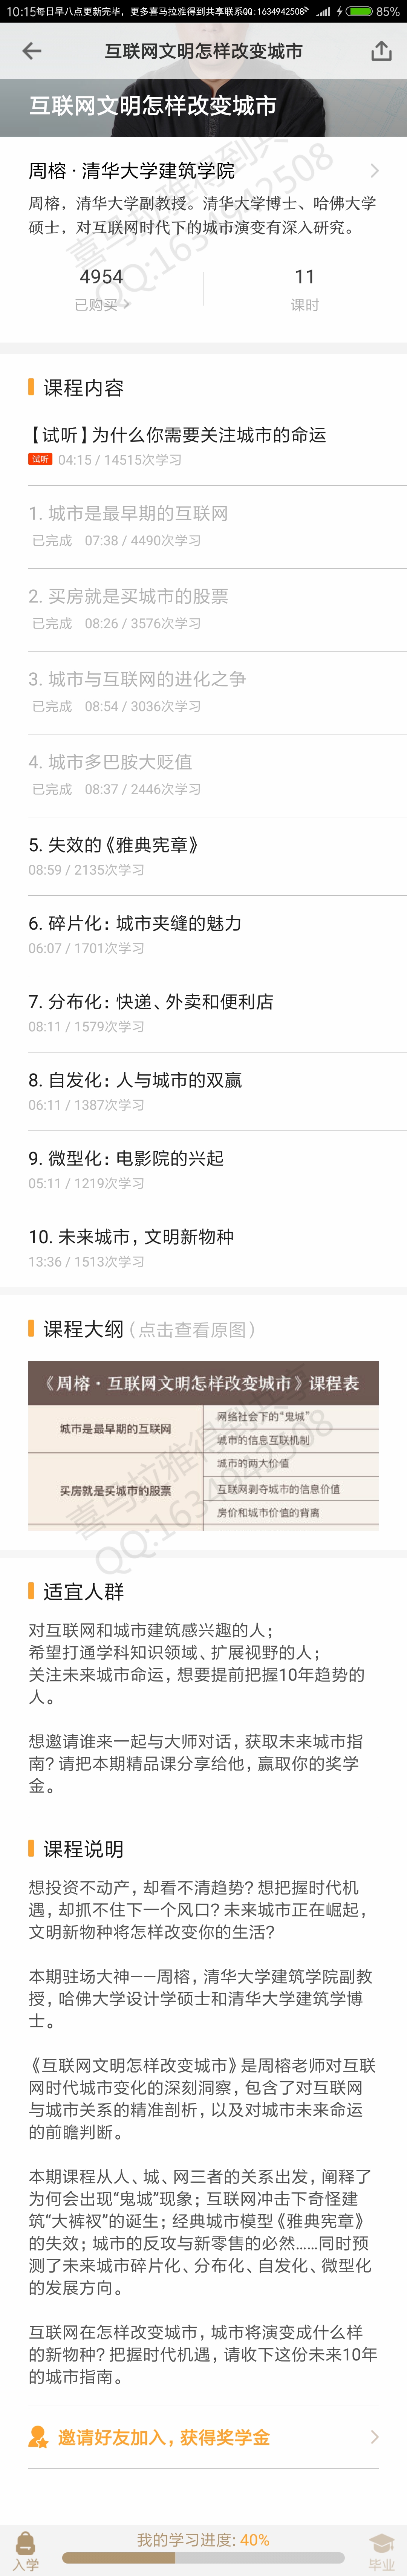 10:15每日早八点更新完毕，更多喜马拉雅得到共享联系QQ:1634942508 85%
互联网文明怎样改变城市
互联网文明怎样改变城市
周榕 · 清华大学建筑学院
周榕，清华大学副教授。清华大学博士、哈佛大学
硕士，对互联网时代下的城市演变有深入研究。
喜马拉雅得到共
QQ:1634942508
4954
已购买
11
课时
课程内容
【试听】为什么你需要关注城市的命运
试听 04:15 / 14515次学习
1. 城市是最早期的互联网
已完成 07:38 / 4490次学习
2. 买房就是买城市的股票
已完成 08:26 / 3576次学习
3. 城市与互联网的进化之争
已完成 08:54 / 3036次学习
4. 城市多巴胺大贬值
已完成 08:37 / 2446次学习
5. 失效的《雅典宪章》
08:59 / 2135次学习
6. 碎片化：城市夹缝的魅力
06:07 / 1701次学习
7. 分布化：快递、外卖和便利店
08:11 / 1579次学习
8. 自发化：人与城市的双赢
06:11 / 1387次学习
9. 微型化：电影院的兴起
05:11 / 1219次学习
10. 未来城市，文明新物种
13:36 / 1513次学习
课程大纲（点击查看原图）
《周榕 · 互联网文明怎样改变城市》课程表
城市是最早期的互联网
网络社会下的“鬼城”
城市的信息互联机制
买房就是买城市的股票
城市的两大价值
互联网剥夺城市的信息价值
房价和城市价值的背离
喜马拉雅得到共享
QQ:1634942508
适宜人群
对互联网和城市建筑感兴趣的人；
希望打通学科知识领域、扩展视野的人；
关注未来城市命运，想要提前把握10年趋势的
人。
想邀请谁来一起与大师对话，获取未来城市指
南？请把本期精品课分享给他，赢取你的奖学
金。
课程说明
想投资不动产，却看不清趋势？想把握时代机
遇，却抓不住下一个风口？未来城市正在崛起，
文明新物种将怎样改变你的生活？
本期驻场大神——周榕，清华大学建筑学院副教
授，哈佛大学设计学硕士和清华大学建筑学博
士。
《互联网文明怎样改变城市》是周榕老师对互联
网时代城市变化的深刻洞察，包含了对互联网
与城市关系的精准剖析，以及对城市未来命运
的前瞻判断。
本期课程从人、城、网三者的关系出发，阐释了
为何会出现“鬼城”现象；互联网冲击下奇怪建
筑“大裤衩”的诞生；经典城市模型《雅典宪章》
的失效；城市的反攻与新零售的必然……同时预
测了未来城市碎片化、分布化、自发化、微型化
的发展方向。
互联网在怎样改变城市，城市将演变成什么样
的新物种？把握时代机遇，请收下这份未来10年
的城市指南。
邀请好友加入，获得奖学金
我的学习进度: 40%
入学
毕业